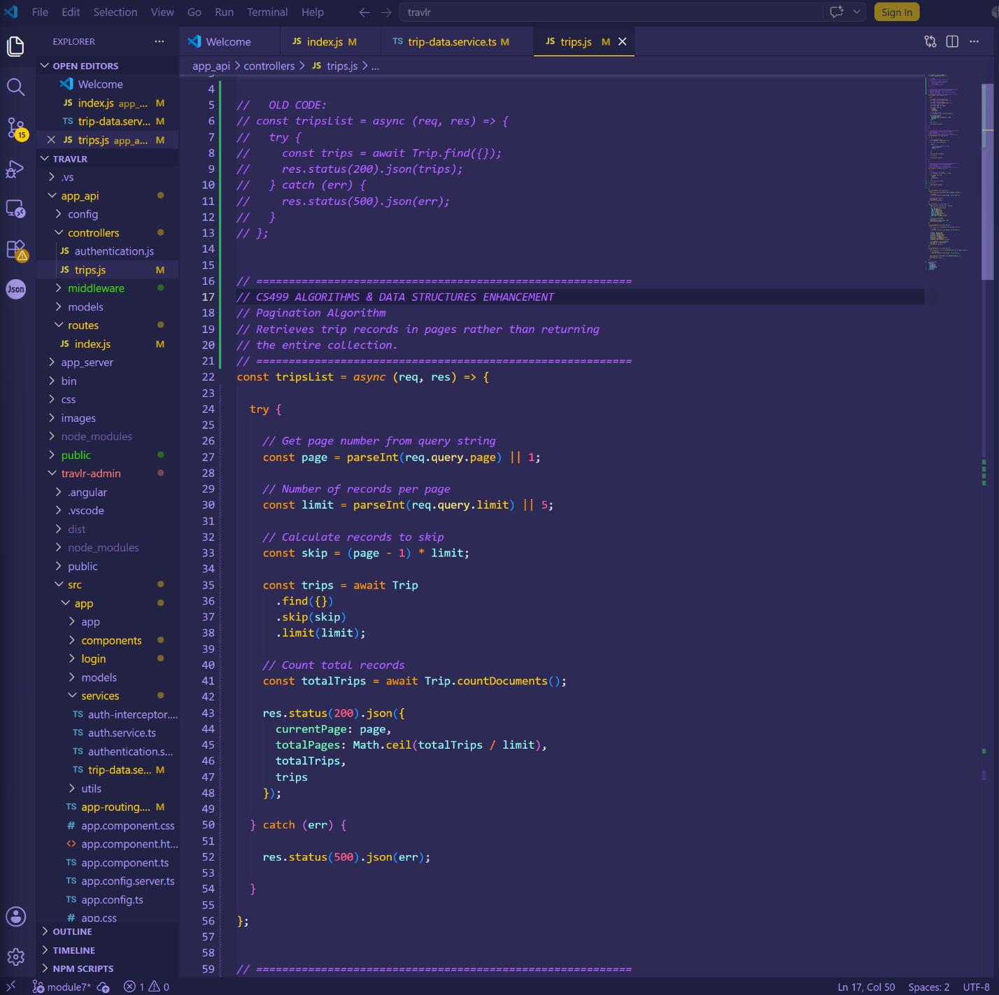 File Edit Selection View Go Run Terminal Help
travlr
Sign In
EXPLORER
Welcome
JS index.js M
TS trip-data.service.ts M
JS trips.js M
app_api > controllers > JS trips.js > ...
OPEN EDITORS
Welcome
JS index.js app_... M
TS trip-data.serv... M
JS trips.js app_a... M
TRAVLR
.vs
app_api
config
controllers
JS authentication.js
JS trips.js M
middleware
models
routes
JS index.js M
app_server
bin
css
images
node_modules
public
travlr-admin
.angular
.vscode
dist
node_modules
public
src
app
app
components
login
models
services
TS auth-interceptor....
TS auth.service.ts
TS authentication.s...
TS trip-data.se... M
utils
TS app-routing.... M
# app.component.css
<> app.component.ht...
TS app.component.ts
TS app.config.server.ts
TS app.config.ts
# app.css
OUTLINE
TIMELINE
NPM SCRIPTS
15
Json
4
5 //   OLD CODE:
6 // const tripsList = async (req, res) => {
7 //   try {
8 //     const trips = await Trip.find({});
9 //     res.status(200).json(trips);
10 //   } catch (err) {
11 //     res.status(500).json(err);
12 //   }
13 // };
14
15
16 // ==========================================================
17 // CS499 ALGORITHMS & DATA STRUCTURES ENHANCEMENT
18 // Pagination Algorithm
19 // Retrieves trip records in pages rather than returning
20 // the entire collection.
21 // ==========================================================
22 const tripsList = async (req, res) => {
23
24   try {
25
26     // Get page number from query string
27     const page = parseInt(req.query.page) || 1;
28
29     // Number of records per page
30     const limit = parseInt(req.query.limit) || 5;
31
32     // Calculate records to skip
33     const skip = (page - 1) * limit;
34
35     const trips = await Trip
36       .find({})
37       .skip(skip)
38       .limit(limit);
39
40     // Count total records
41     const totalTrips = await Trip.countDocuments();
42
43     res.status(200).json({
44       currentPage: page,
45       totalPages: Math.ceil(totalTrips / limit),
46       totalTrips,
47       trips
48     });
49
50   } catch (err) {
51
52     res.status(500).json(err);
53
54   }
55
56 };
57
58
59 // ==========================================================
module7* 1 0
Ln 17, Col 50 Spaces: 2 UTF-8